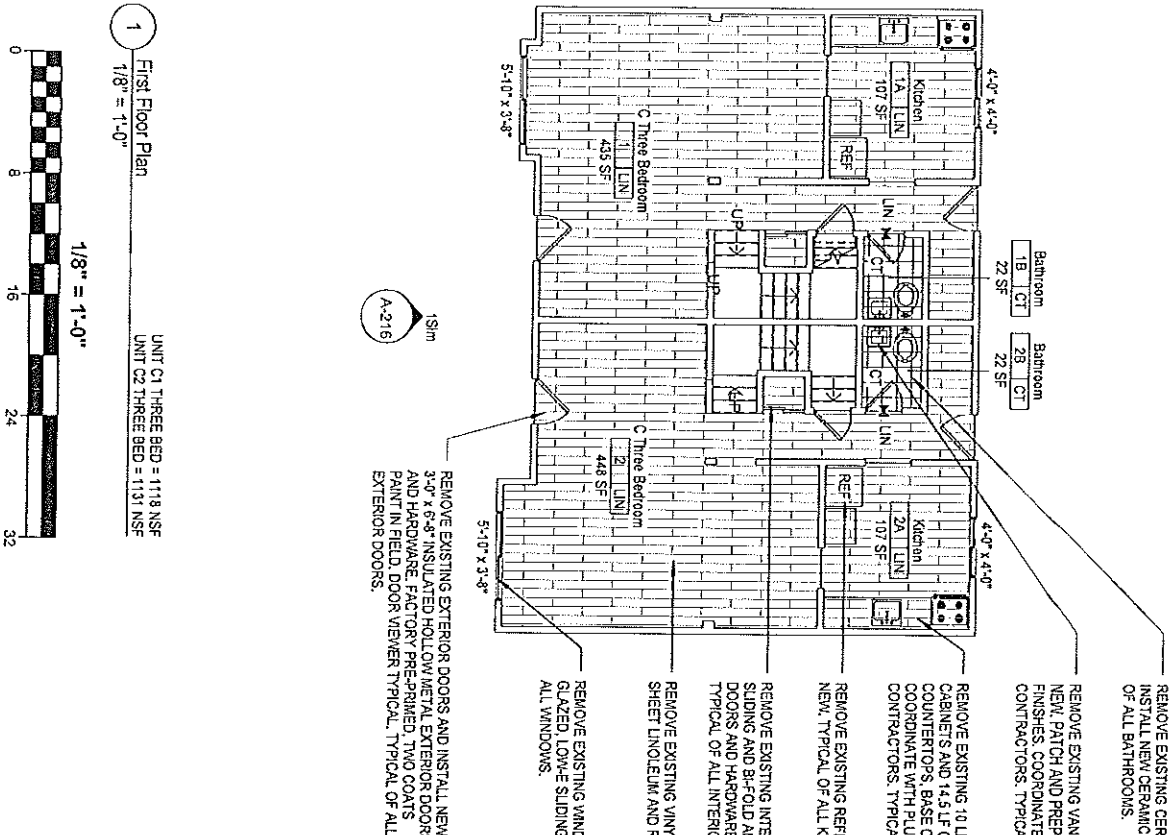 REMOVE EXISTING CE
INSTALL NEW CERAMIC
OF ALL BATHROOMS.
REMOVE EXISTING VAN
NEW. PATCH AND PREP
FINISHES. COORDINATE
CONTRACTORS. TYPICA
REMOVE EXISTING 10 L
CABINETS AND 14.5 LF O
COUNTERTOPS, BASE C
COORDINATE WITH PLU
CONTRACTORS. TYPICA
REMOVE EXISTING REF
NEW. TYPICAL OF ALL K
REMOVE EXISTING INTE
SLIDING AND BI-FOLD A
DOORS AND HARDWARE
TYPICAL OF ALL INTERIO
REMOVE EXISTING VINY
SHEET LINOLEUM AND R
REMOVE EXISTING WIND
GLAZED, LOW-E SLIDING
ALL WINDOWS.
REMOVE EXISTING EXTERIOR DOORS AND INSTALL NEW
3'-0" x 6'-8" INSULATED HOLLOW METAL EXTERIOR DOORS
AND HARDWARE, FACTORY PRE-PRIMED, TWO COATS
PAINT IN FIELD. DOOR VIEWER TYPICAL. TYPICAL OF ALL
EXTERIOR DOORS.
Bathroom
1B CT
22 SF
Bathroom
2B CT
22 SF
4'-0" x 4'-0"
4'-0" x 4'-0"
Kitchen
1A LIN
107 SF
REF
LIN
CT
CT
LIN
REF
Kitchen
2A LIN
107 SF
UP
UP
UP
C Three Bedroom
1 LIN
435 SF
C Three Bedroom
2 LIN
448 SF
5'-10" x 3'-8"
5'-10" x 3'-8"
1Sim
A-216
1
First Floor Plan
1/8" = 1'-0"
UNIT C1 THREE BED = 1118 NSF
UNIT C2 THREE BED = 1131 NSF
1/8" = 1'-0"
0 8 16 24 32